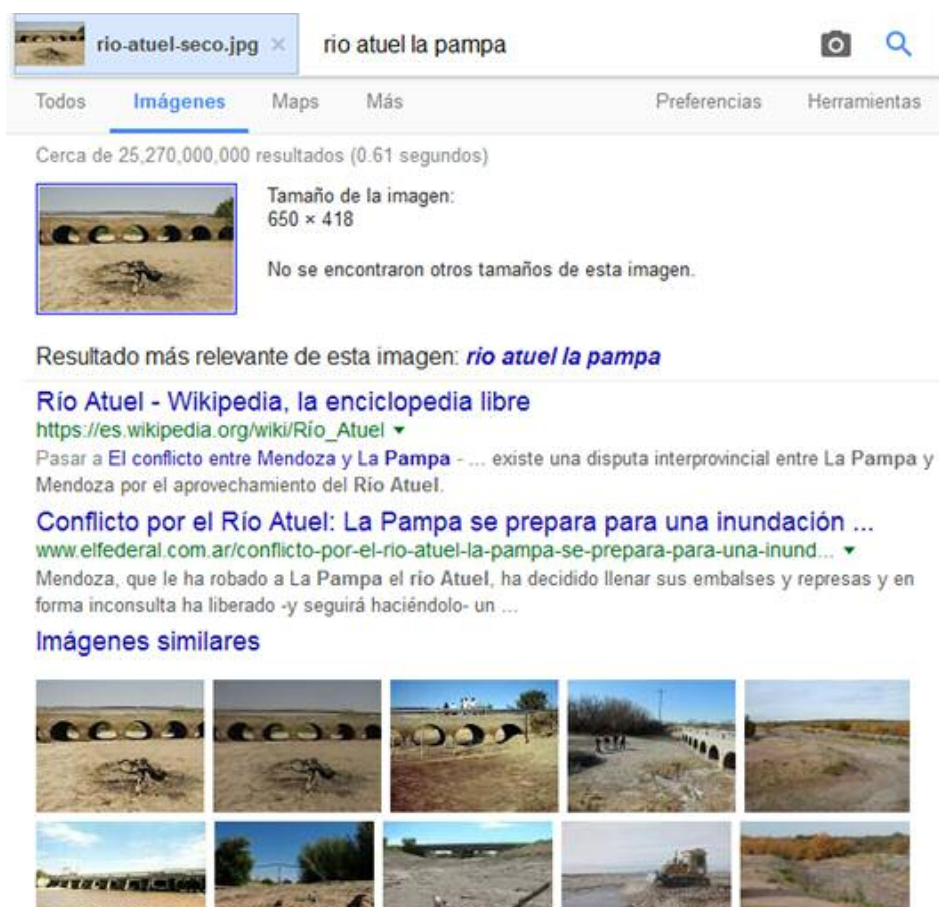 rio-atuel-seco.jpg × rio atuel la pampa
Todos Imágenes Maps Más Preferencias Herramientas
Cerca de 25,270,000,000 resultados (0.61 segundos)
Tamaño de la imagen:
650 × 418
No se encontraron otros tamaños de esta imagen.
Resultado más relevante de esta imagen: rio atuel la pampa
Río Atuel - Wikipedia, la enciclopedia libre
https://es.wikipedia.org/wiki/Río_Atuel
Pasar a El conflicto entre Mendoza y La Pampa - ... existe una disputa interprovincial entre La Pampa y
Mendoza por el aprovechamiento del Río Atuel.
Conflicto por el Río Atuel: La Pampa se prepara para una inundación ...
www.elfederal.com.ar/conflicto-por-el-rio-atuel-la-pampa-se-prepara-para-una-inund...
Mendoza, que le ha robado a La Pampa el río Atuel, ha decidido llenar sus embalses y represas y en
forma inconsulta ha liberado -y seguirá haciéndolo- un ...
Imágenes similares